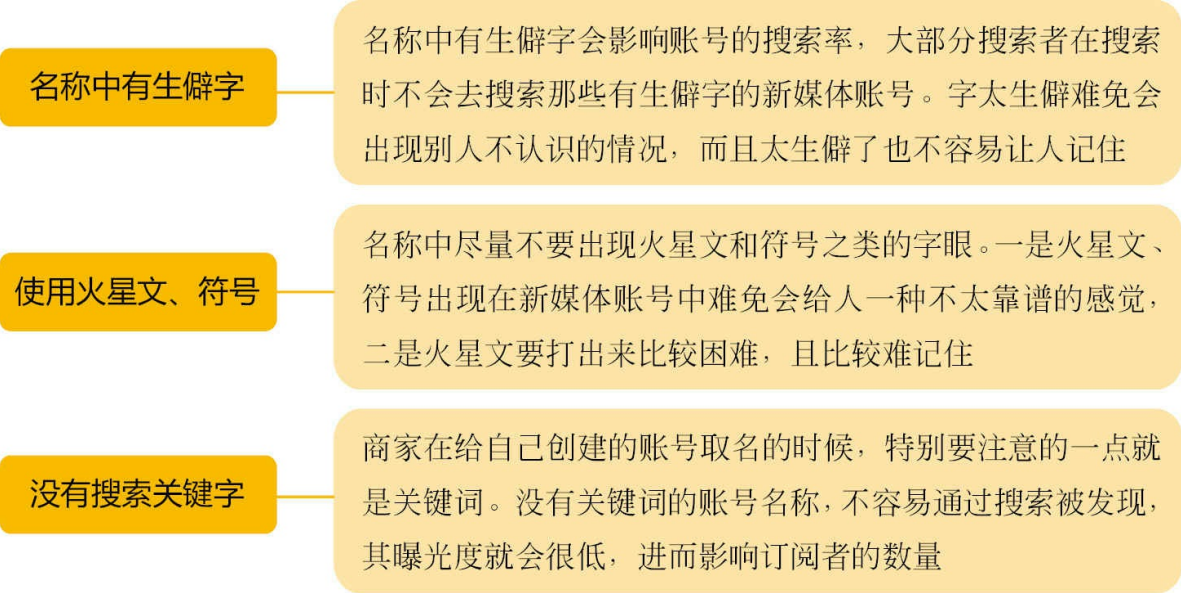 名称中有生僻字
名称中有生僻字会影响账号的搜索率，大部分搜索者在搜索
时不会去搜索那些有生僻字的新媒体账号。字太生僻难免会
出现别人不认识的情况，而且太生僻了也不容易让人记住
使用火星文、符号
名称中尽量不要出现火星文和符号之类的字眼。一是火星文、
符号出现在新媒体账号中难免会给人一种不太靠谱的感觉，
二是火星文要打出来比较困难，且比较难记住
没有搜索关键字
商家在给自己创建的账号取名的时候，特别要注意的一点就
是关键词。没有关键词的账号名称，不容易通过搜索被发现，
其曝光度就会很低，进而影响订阅者的数量